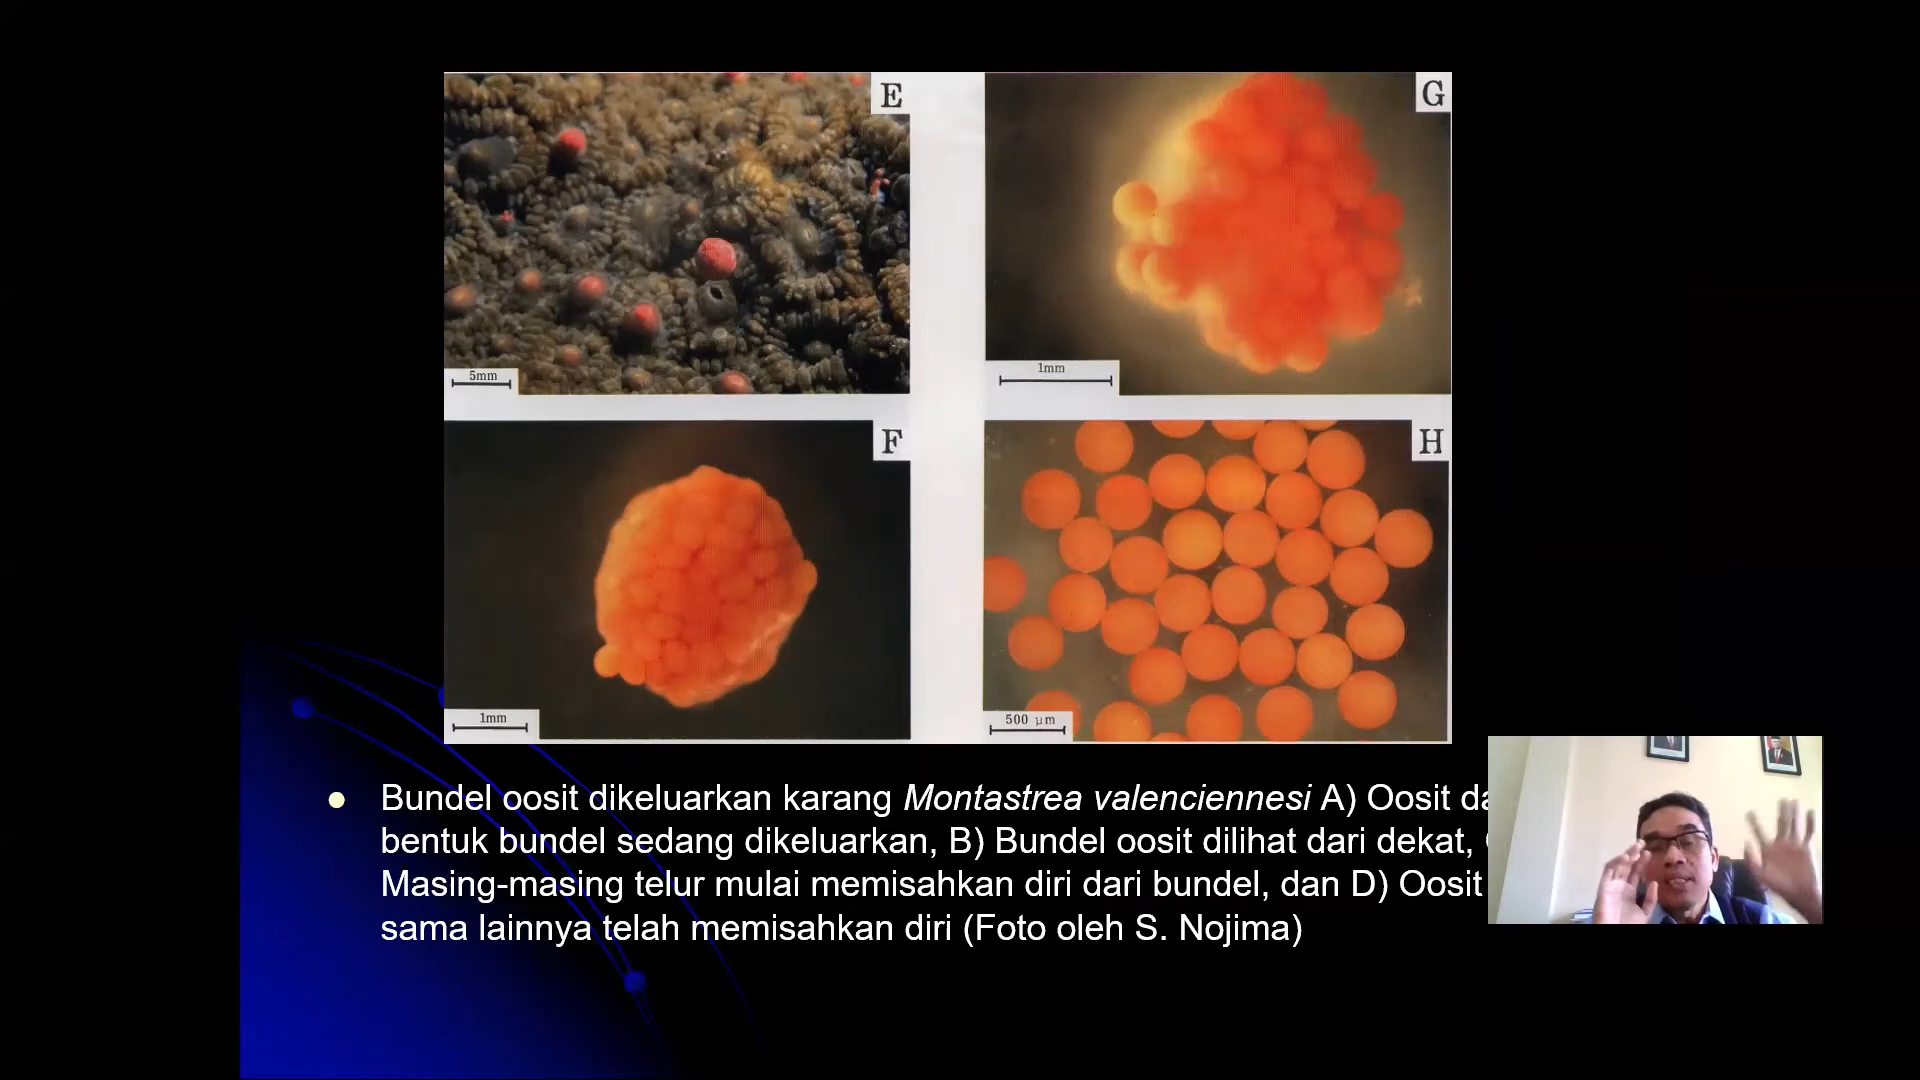 E
G
5mm
1mm
F
H
1mm
500 μm
Bundel oosit dikeluarkan karang Montastrea valenciennesi A) Oosit
bentuk bundel sedang dikeluarkan, B) Bundel oosit dilihat dari dekat,
Masing-masing telur mulai memisahkan diri dari bundel, dan D) Oosit
sama lainnya telah memisahkan diri (Foto oleh S. Nojima)